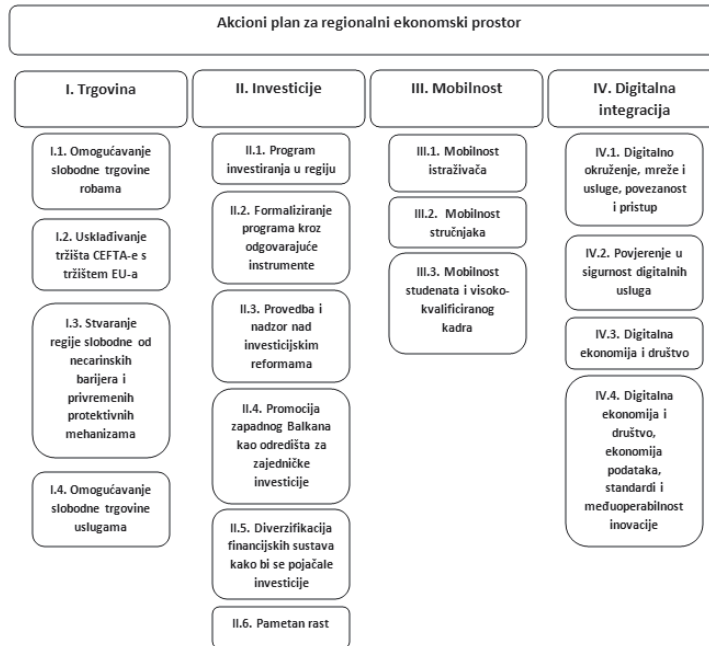 Akcioni plan za regionalni ekonomski prostor
I. Trgovina
I.1. Omogućavanje
slobodne trgovine
robama
I.2. Usklađivanje
tržišta CEFTA-e s
tržištem EU-a
I.3. Stvaranje
regije slobodne od
necarinskih
barijera i
privremenih
protektivnih
mehanizama
I.4. Omogućavanje
slobodne trgovine
uslugama
II. Investicije
II.1. Program
investiranja u regiju
II.2. Formaliziranje
programa kroz
odgovarajuće
instrumente
II.3. Provedba i
nadzor nad
investicijskim
reformama
II.4. Promocija
zapadnog Balkana
kao odredišta za
zajedničke
investicije
II.5. Diverzifikacija
financijskih sustava
kako bi se pojačale
investicije
II.6. Pametan rast
III. Mobilnost
III.1. Mobilnost
istraživača
III.2. Mobilnost
stručnjaka
III.3. Mobilnost
studenata i visoko-
kvalificiranog
kadra
IV. Digitalna
integracija
IV.1. Digitalno
okruženje, mreže i
usluge, povezanost
i pristup
IV.2. Povjerenje u
sigurnost digitalnih
usluga
IV.3. Digitalna
ekonomija i društvo
IV.4. Digitalna
ekonomija i
društvo,
ekonomija
podataka,
standardi i
međuoperabilnost
inovacije